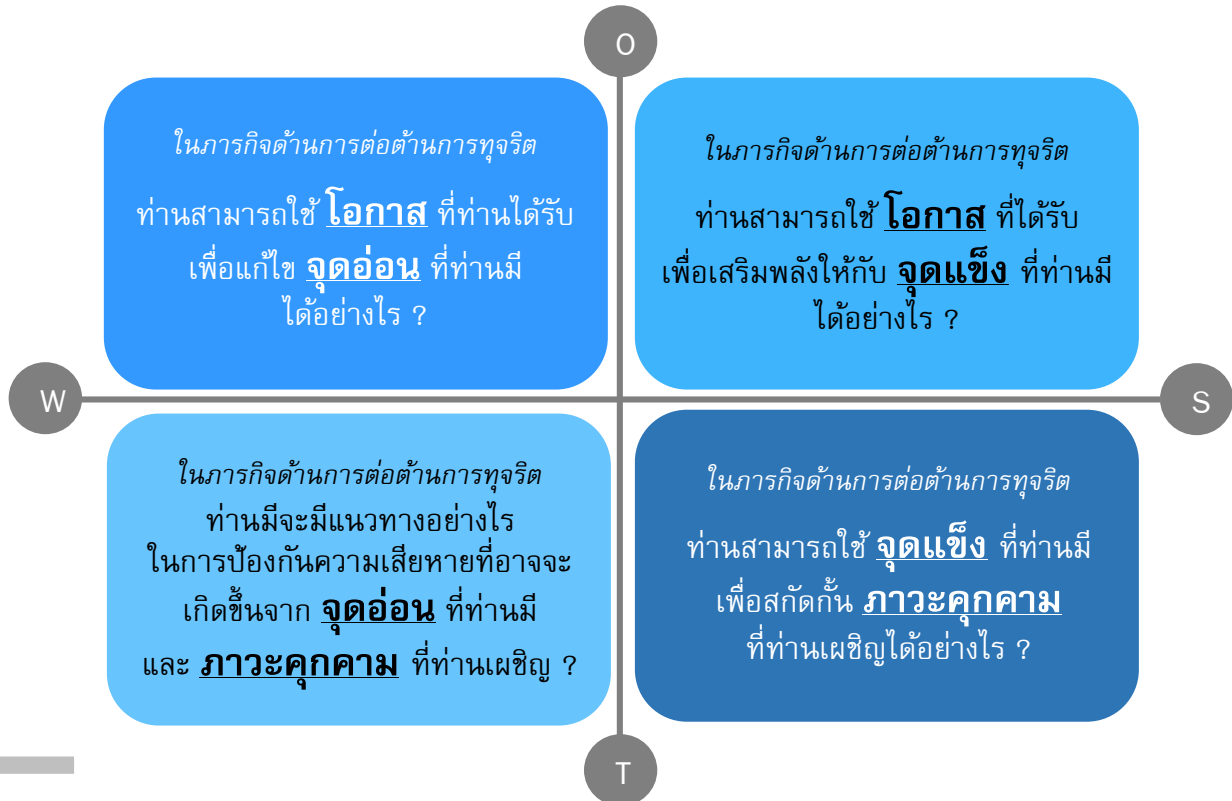 O
ในภารกิจด้านการต่อต้านการทุจริต
ท่านสามารถใช้ โอกาส ที่ท่านได้รับ
เพื่อแก้ไข จุดอ่อน ที่ท่านมี
ได้อย่างไร ?
ในภารกิจด้านการต่อต้านการทุจริต
ท่านสามารถใช้ โอกาส ที่ได้รับ
เพื่อเสริมพลังให้กับ จุดแข็ง ที่ท่านมี
ได้อย่างไร ?
W
S
ในภารกิจด้านการต่อต้านการทุจริต
ท่านมีจะมีแนวทางอย่างไร
ในการป้องกันความเสียหายที่อาจจะ
เกิดขึ้นจาก จุดอ่อน ที่ท่านมี
และ ภาวะคุกคาม ที่ท่านเผชิญ ?
ในภารกิจด้านการต่อต้านการทุจริต
ท่านสามารถใช้ จุดแข็ง ที่ท่านมี
เพื่อสกัดกั้น ภาวะคุกคาม
ที่ท่านเผชิญได้อย่างไร ?
T